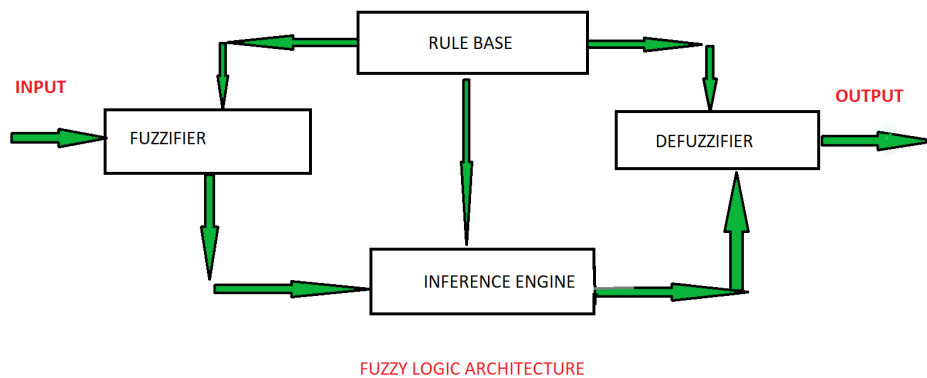 RULE BASE
INPUT
OUTPUT
FUZZIFIER
DEFUZZIFIER
INFERENCE ENGINE
FUZZY LOGIC ARCHITECTURE